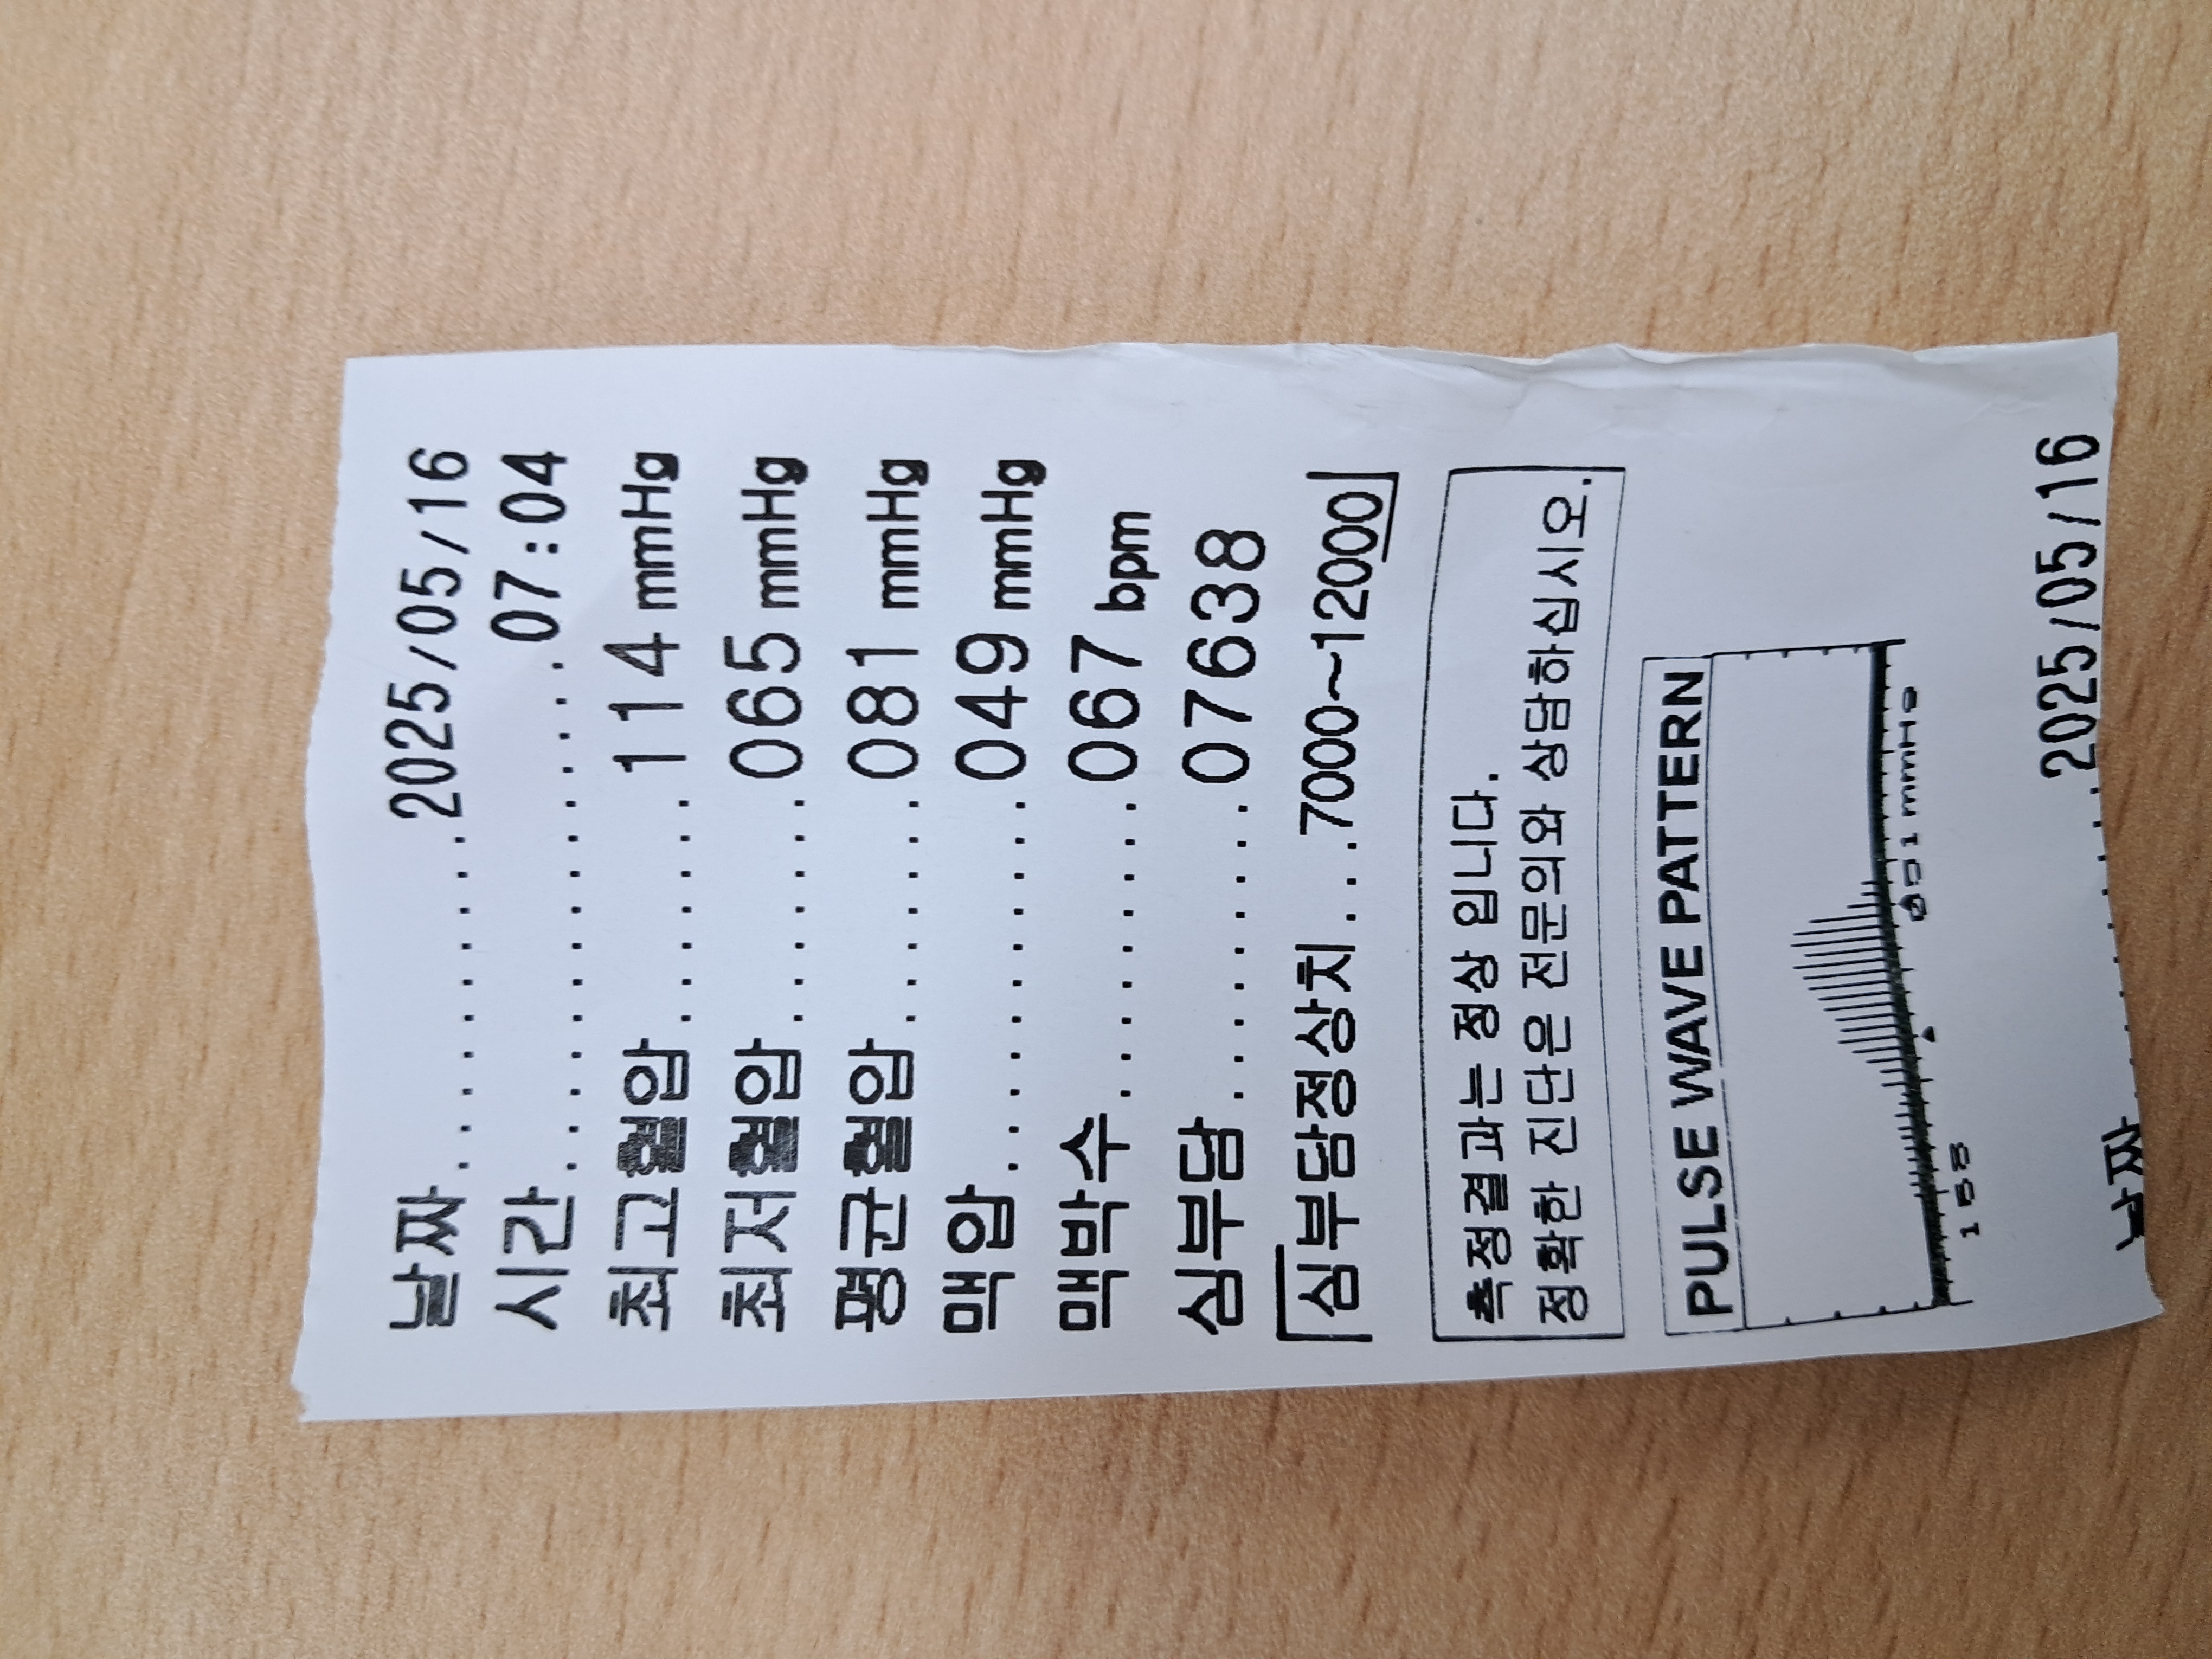 날짜............2025/05/16
시간...............07:04
최고혈압.......114 mmHg
최저혈압.......065 mmHg
평균혈압.......081 mmHg
맥압..........049 mmHg
맥박수.........067 bpm
심부담.........07638
심부담정상치...7000~12000
측정결과는 정상 입니다.
정확한 진단은 전문의와 상담하십시오.
PULSE WAVE PATTERN
날짜............2025/05/16